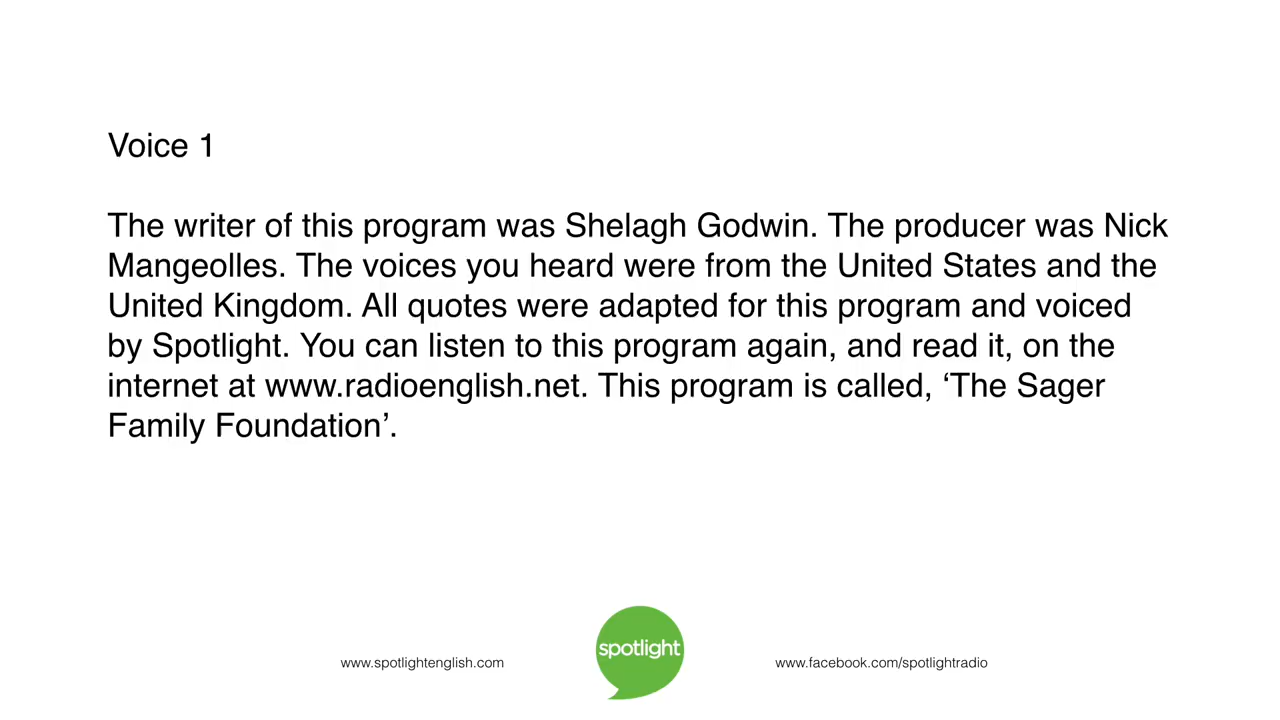 Voice 1
The writer of this program was Shelagh Godwin. The producer was Nick
Mangeolles. The voices you heard were from the United States and the
United Kingdom. All quotes were adapted for this program and voiced
by Spotlight. You can listen to this program again, and read it, on the
internet at www.radioenglish.net. This program is called, ‘The Sager
Family Foundation’.
spotlight
www.spotlightenglish.com
www.facebook.com/spotlightradio